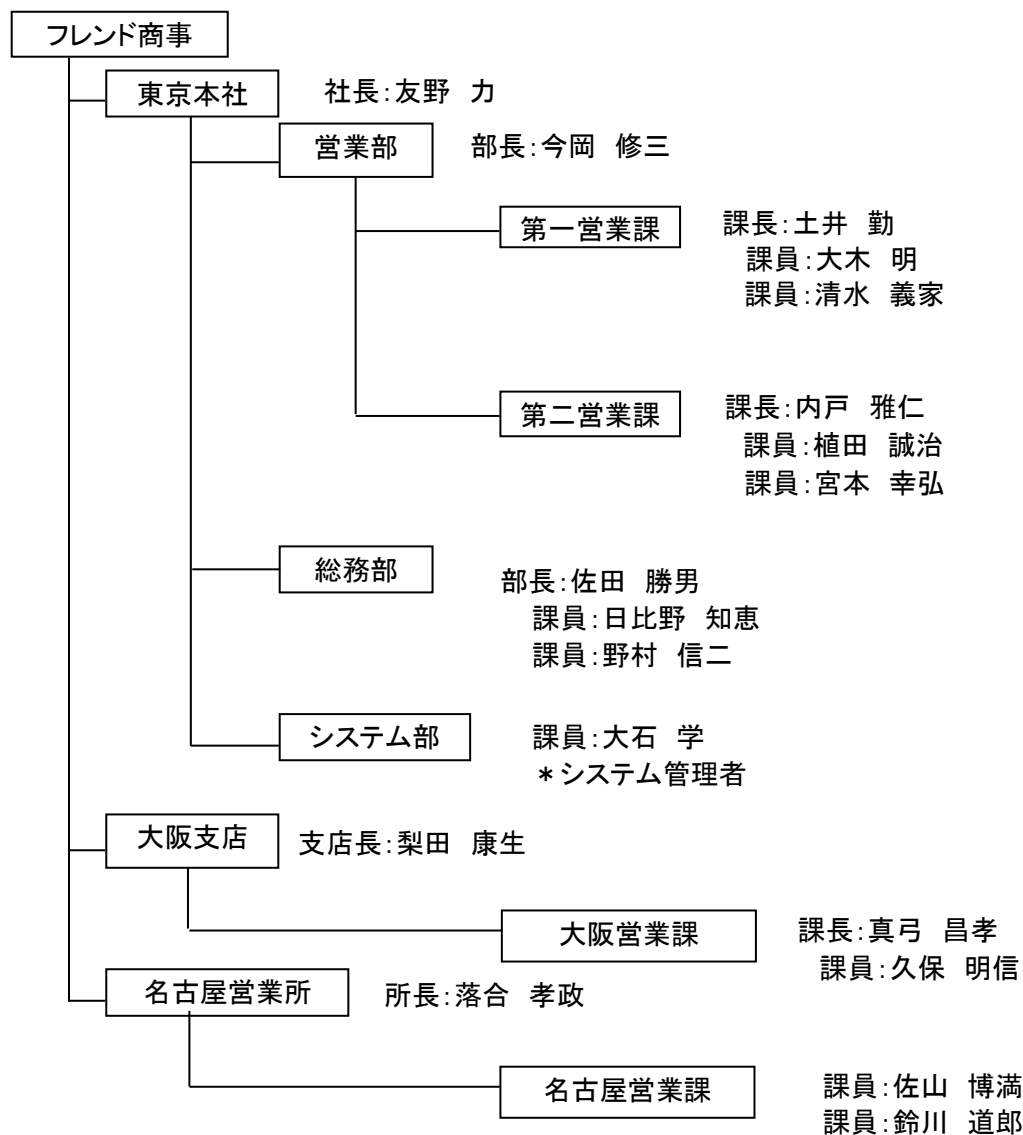 フレンド商事
東京本社　社長：友野　力
営業部　部長：今岡　修三
第一営業課　課長：土井　勤
課員：大木　明
課員：清水　義家
第二営業課　課長：内戸　雅仁
課員：植田　誠治
課員：宮本　幸弘
総務部　部長：佐田　勝男
課員：日比野　知恵
課員：野村　信二
システム部　課員：大石　学
＊システム管理者
大阪支店　支店長：梨田　康生
大阪営業課　課長：真弓　昌孝
課員：久保　明信
名古屋営業所　所長：落合　孝政
名古屋営業課　課員：佐山　博満
課員：鈴川　道郎